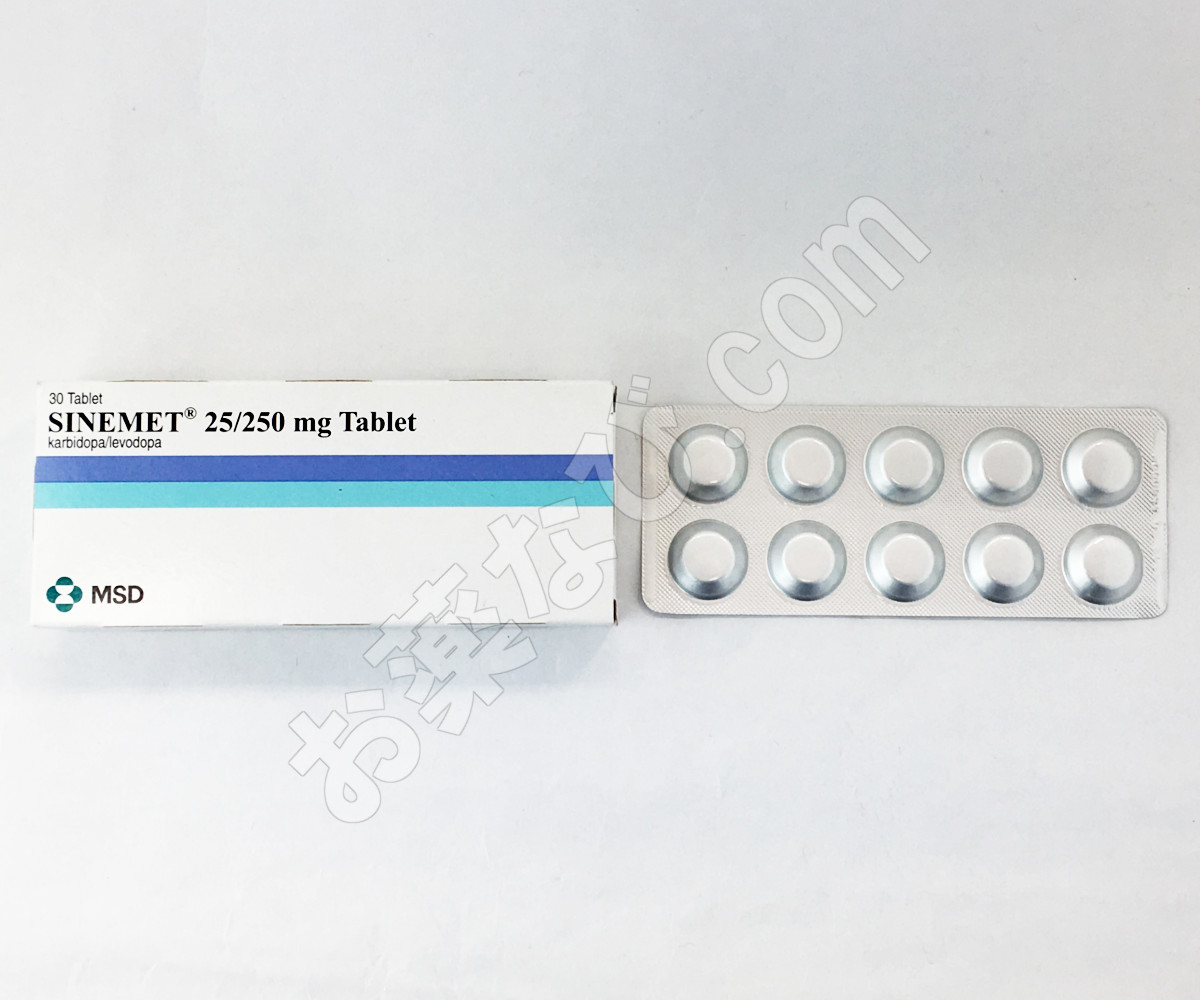 30 Tablet
SINEMET® 25/250 mg Tablet
karbidopa/levodopa
MSD
お薬なび.com